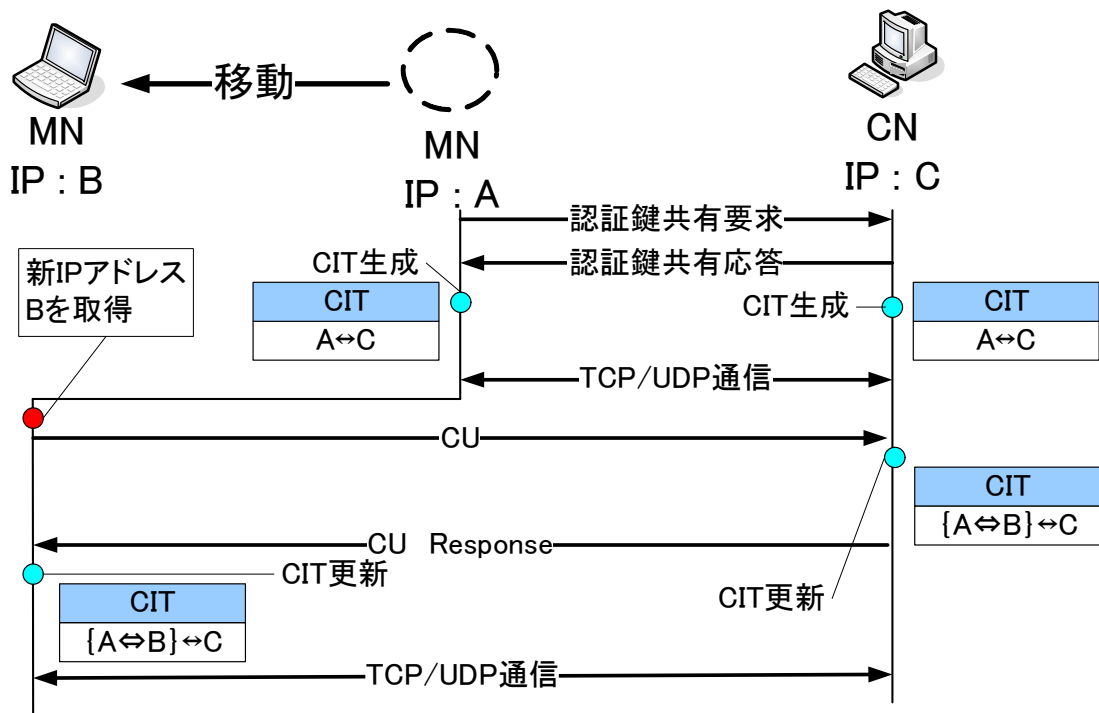 移動
MN
IP：B
MN
IP：A
CN
IP：C
認証鍵共有要求
認証鍵共有応答
新IPアドレス
Bを取得
CIT生成
CIT
A↔C
CIT生成
CIT
A↔C
TCP/UDP通信
CU
CIT
{A⇔B}↔C
CU Response
CIT更新
CIT更新
CIT
{A⇔B}↔C
TCP/UDP通信